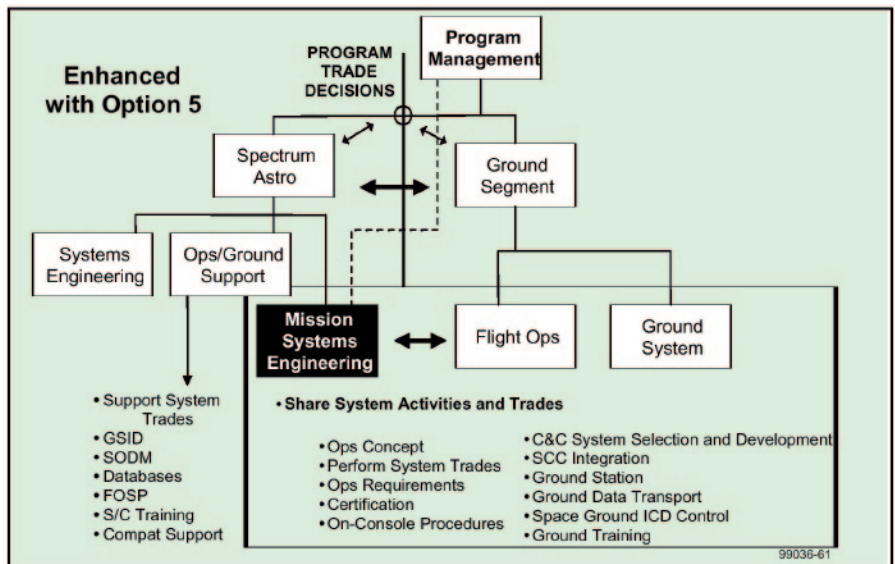 Enhanced
with Option 5
PROGRAM
TRADE
DECISIONS
Program
Management
Spectrum
Astro
Ground
Segment
Systems
Engineering
Ops/Ground
Support
Mission
Systems
Engineering
Flight Ops
Ground
System
• Support System
Trades
• GSID
• SODM
• Databases
• FOSP
• S/C Training
• Compat Support
• Share System Activities and Trades
• Ops Concept
• Perform System Trades
• Ops Requirements
• Certification
• On-Console Procedures
• C&C System Selection and Development
• SCC Integration
• Ground Station
• Ground Data Transport
• Space Ground ICD Control
• Ground Training
99036-61